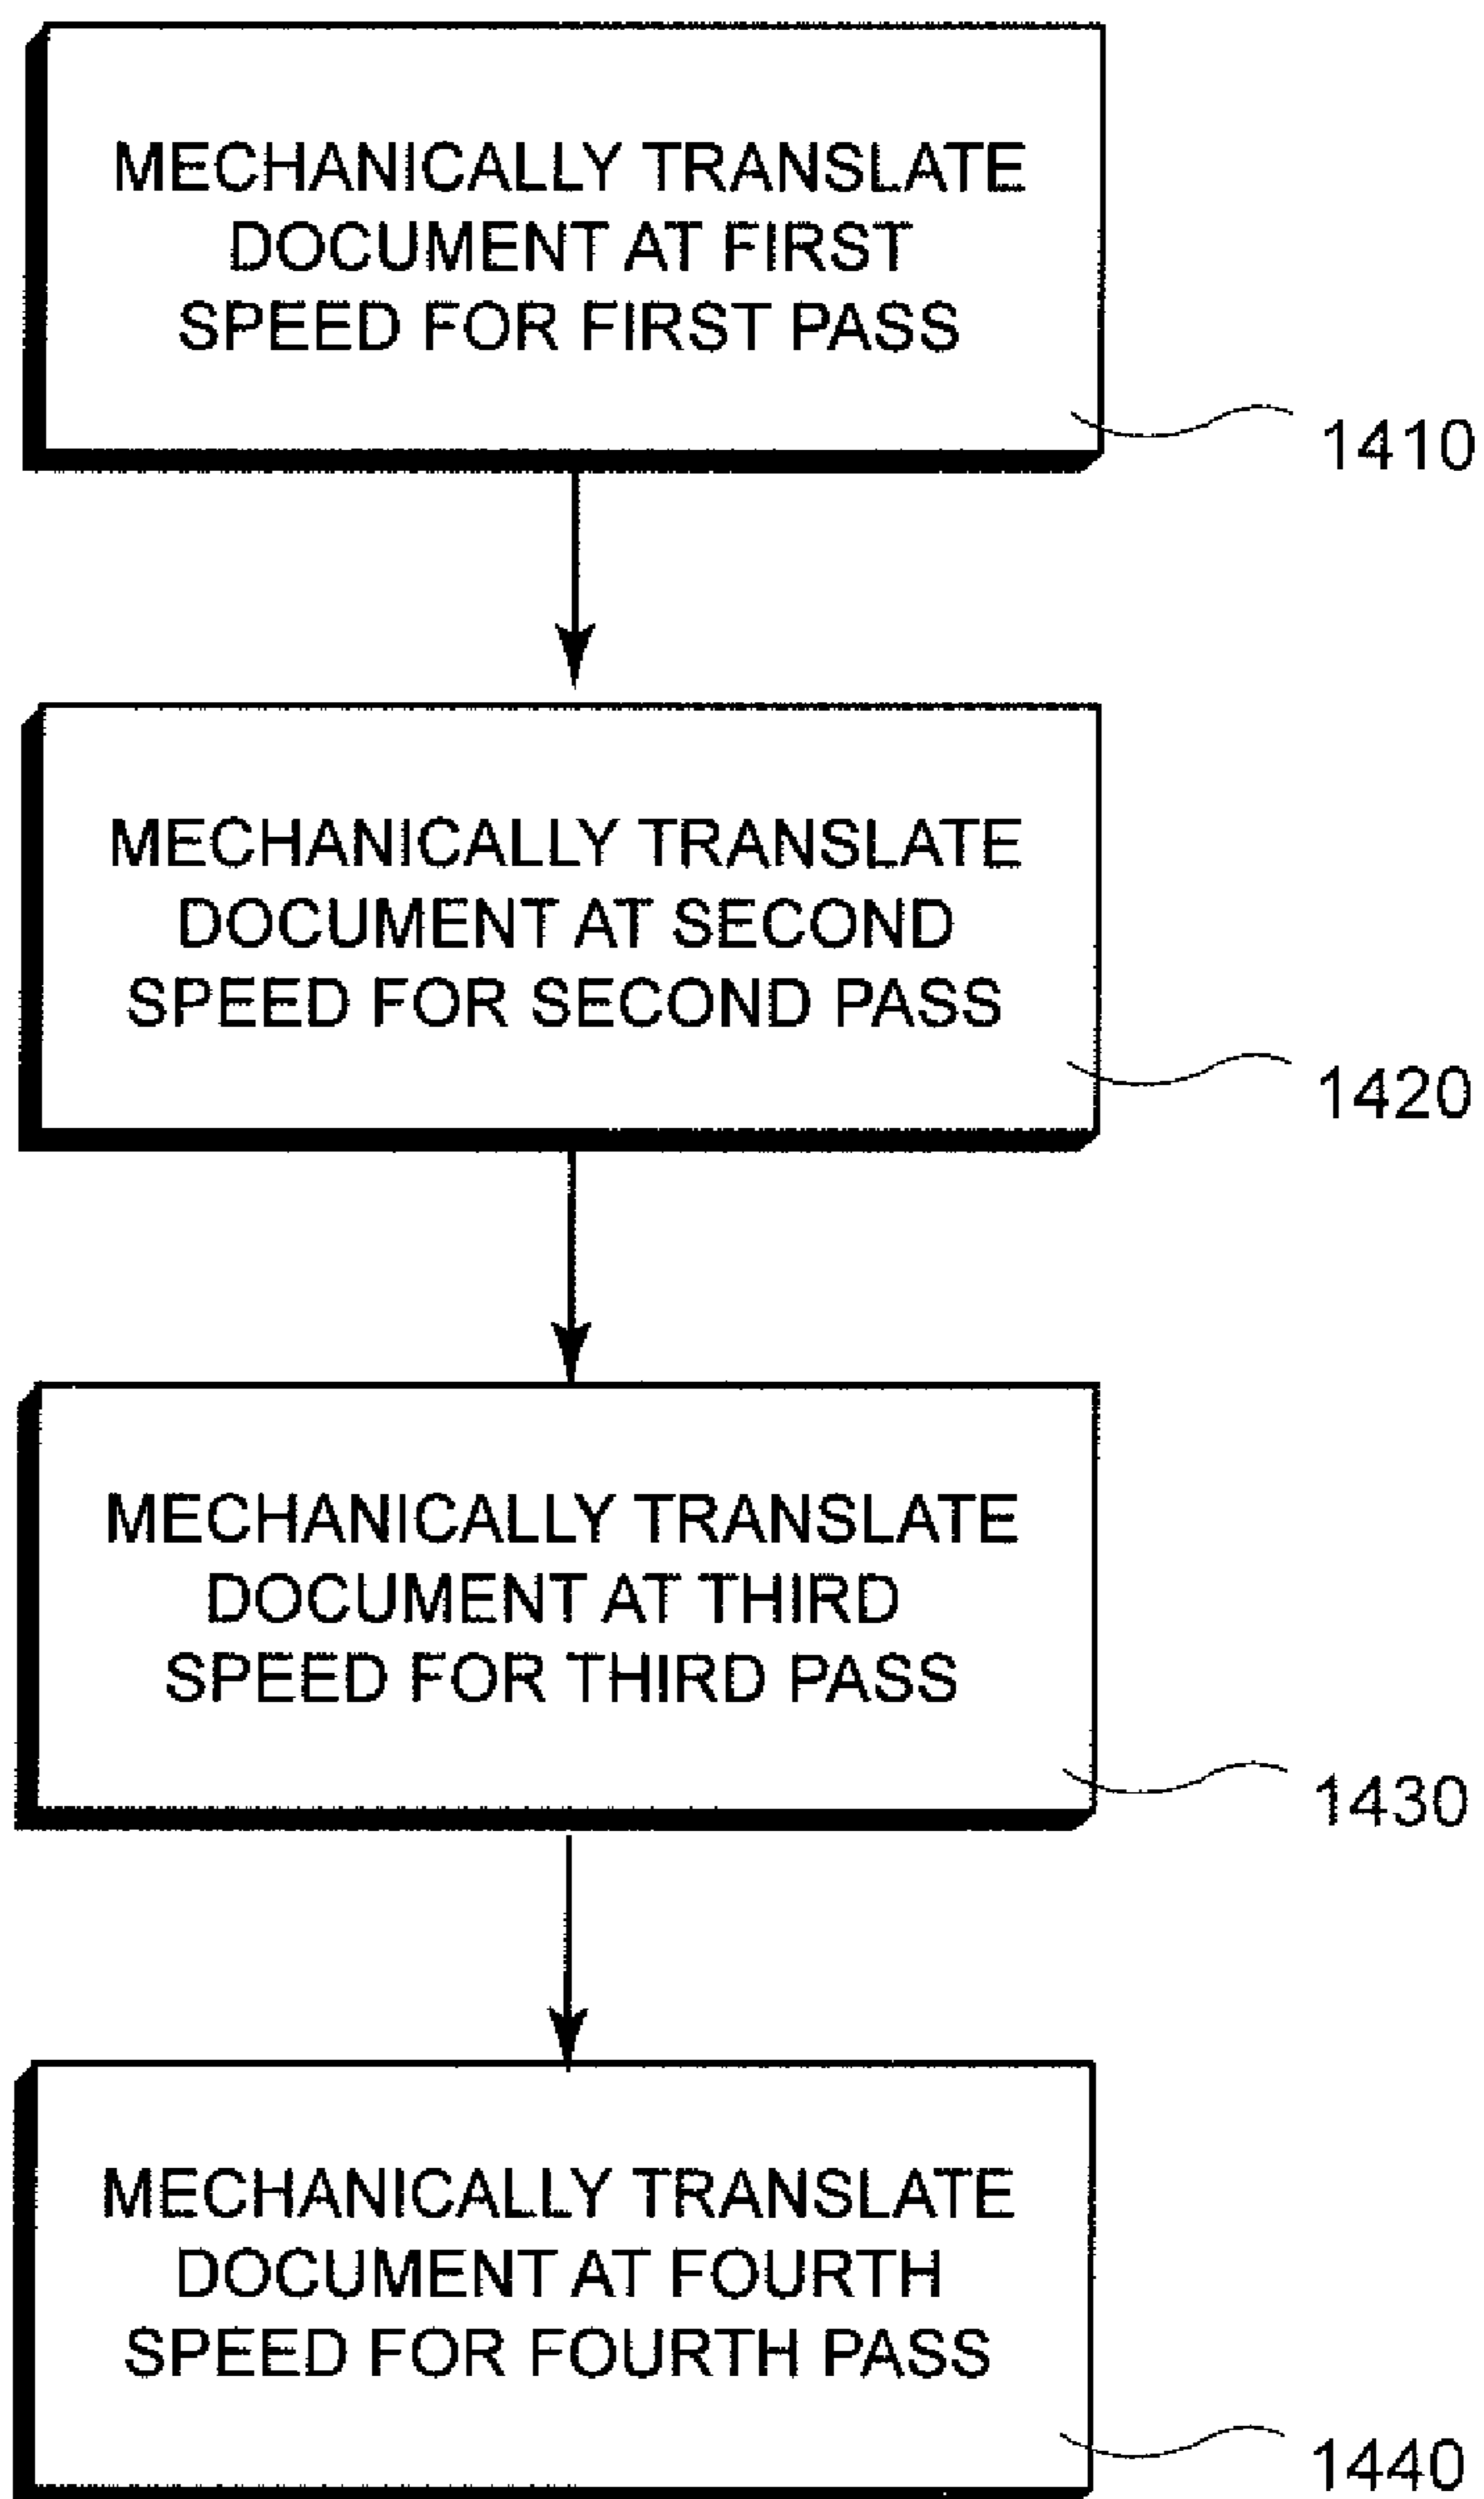 MECHANICALLY TRANSLATE
DOCUMENT AT FIRST
SPEED FOR FIRST PASS
1410
MECHANICALLY TRANSLATE
DOCUMENT AT SECOND
SPEED FOR SECOND PASS
1420
MECHANICALLY TRANSLATE
DOCUMENT AT THIRD
SPEED FOR THIRD PASS
1430
MECHANICALLY TRANSLATE
DOCUMENT AT FOURTH
SPEED FOR FOURTH PASS
1440